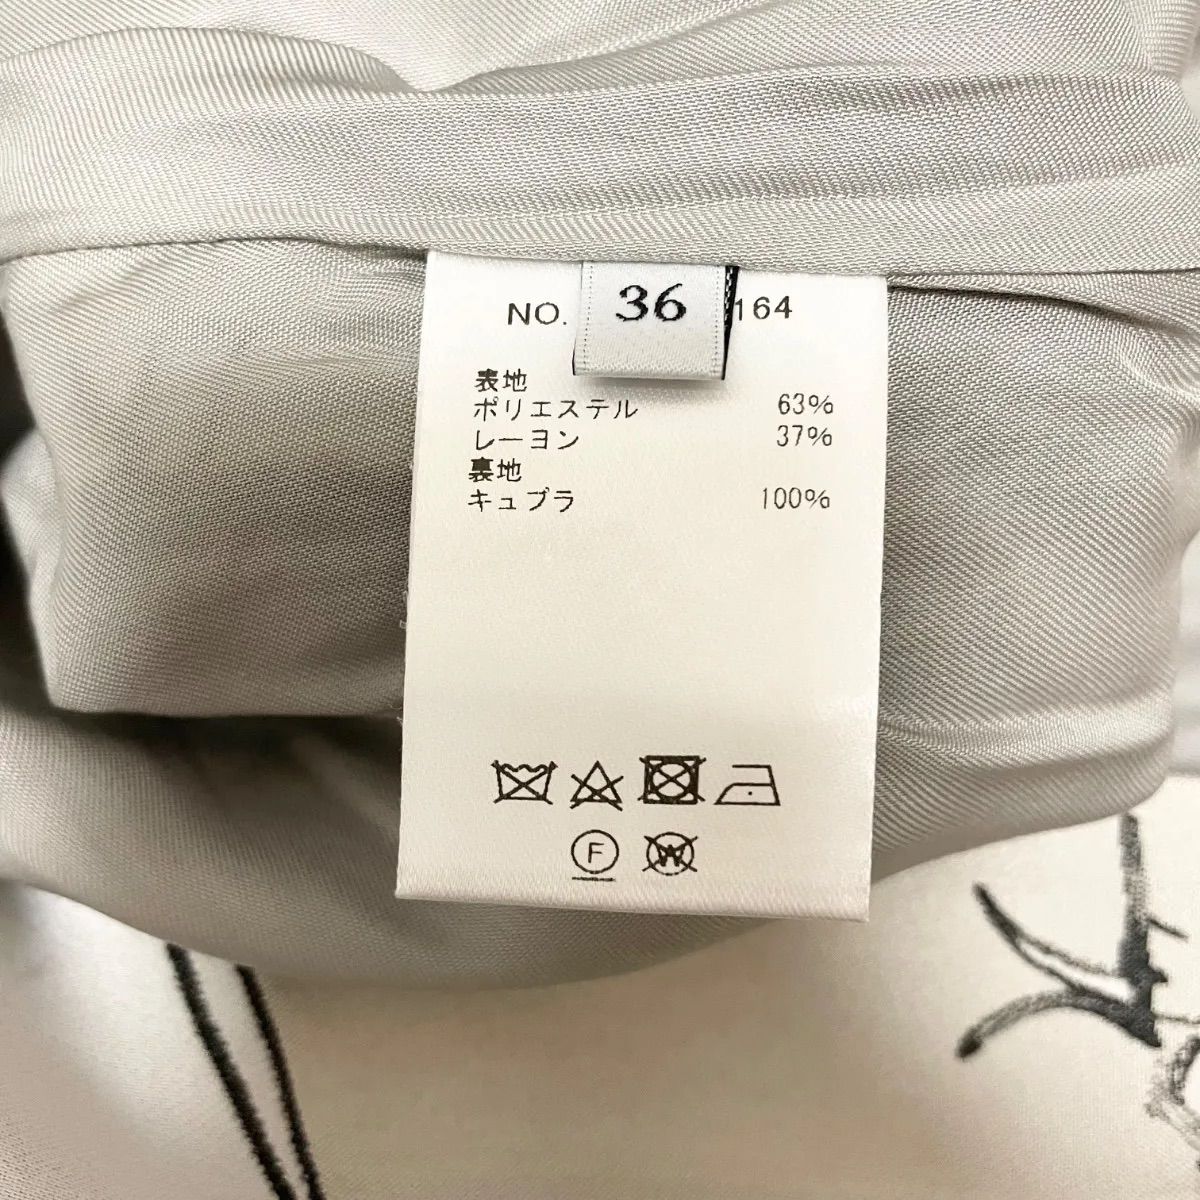 NO. 36 164
表地
ポリエステル 63%
レーヨン 37%
裏地
キュプラ 100%
F W